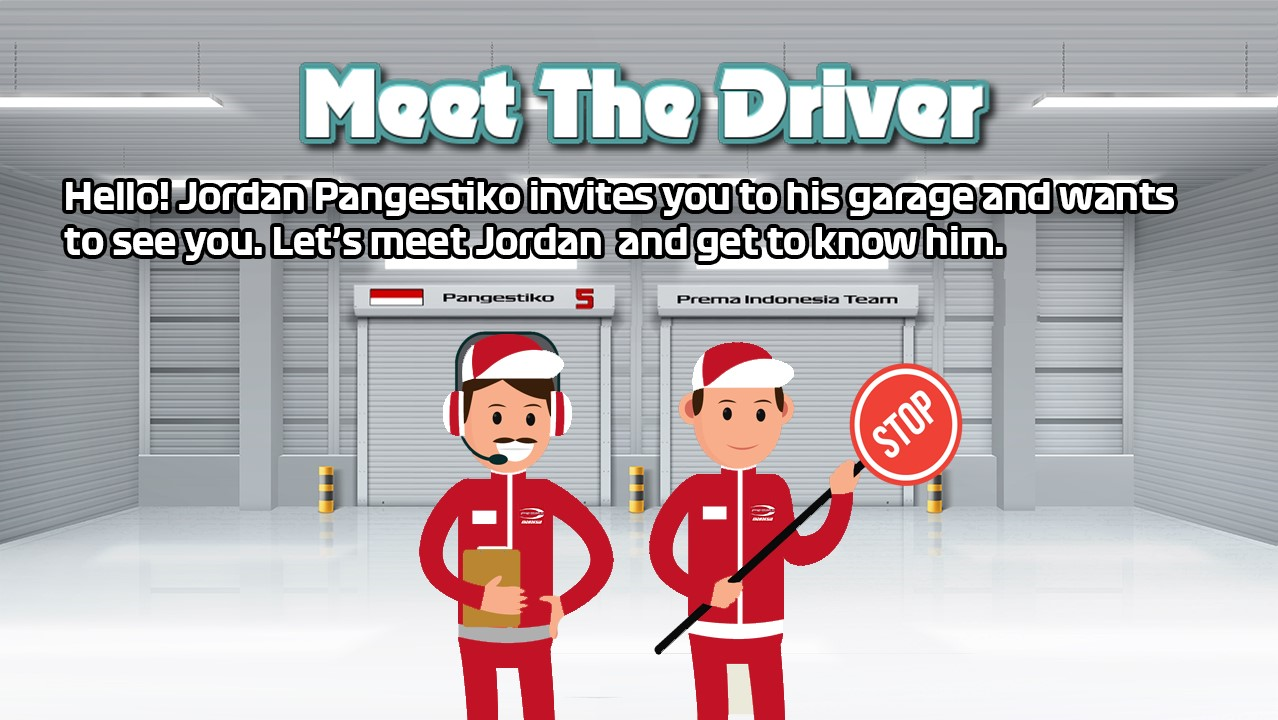 Meet The Driver
Hello! Jordan Pangestiko invites you to his garage and wants
to see you. Let's meet Jordan and get to know him.
Pangestiko 5
Prema Indonesia Team
STOP